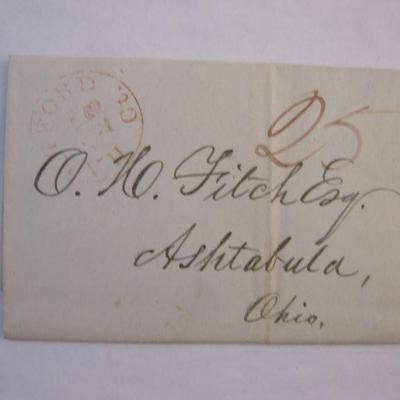 25
O. H. Fitch Esq.
Ashtabula,
Ohio.